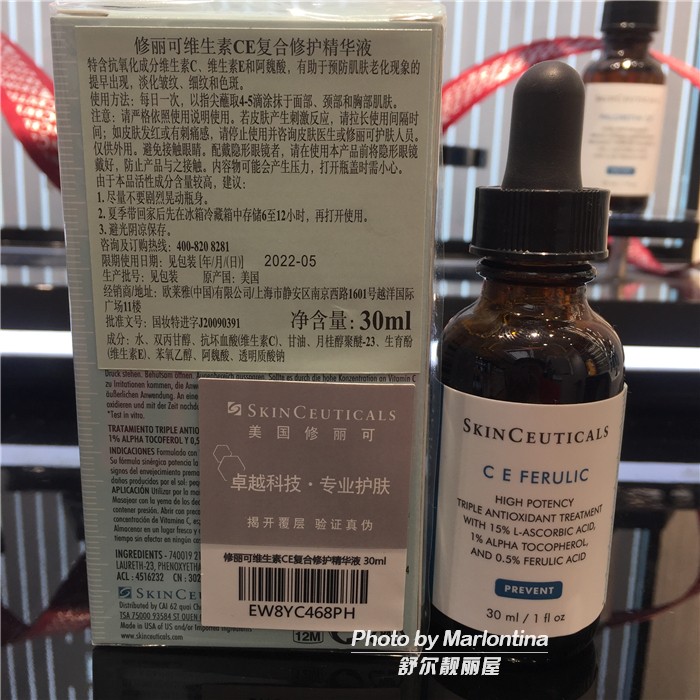 修丽可维生素CE复合修护精华液
特含抗氧化成分维生素C、维生素E和阿魏酸，有助于预防肌肤老化现象的
提早出现，淡化皱纹、细纹和色斑。
使用方法：每日一次，以指尖蘸取4-5滴涂抹于面部、颈部和胸部肌肤。
注意：请严格依照使用说明使用。若皮肤产生刺激反应，请拉长使用间隔时
间；如皮肤发红或有刺痛感，请停止使用并咨询皮肤医生或修丽可护肤人员。
仅供外用。避免接触眼睛。配戴隐形眼镜者，请在使用本产品前将隐形眼镜
戴好，防止产品与之接触。内容物可能会产生压力，打开瓶盖时需小心。
由于本品活性成分含量较高，建议：
1. 尽量不要剧烈晃动瓶身。
2. 夏季带回家后先在冰箱冷藏箱中存储6至12小时，再打开使用。
3. 避光阴凉保存。
咨询及订购热线：400-820 8281
限期使用日期：见包装 [年/月/(日)] 2022-05
生产批号：见包装 原产国：美国
经销商/地址：欧莱雅(中国)有限公司/上海市静安区南京西路1601号越洋国际
广场11楼
批准文号：国妆特进字J20090391 净含量：30ml
成分：水、双丙甘醇、抗坏血酸(维生素C)、甘油、月桂醇聚醚-23、生育酚
(维生素E)、苯氧乙醇、阿魏酸、透明质酸钠
TRATAMIENTO TRIPLE ANTIOX
1% ALPHA TOCOFEROL Y 0,5
INDICACIONES Formulado con
APLICACIÓN Utilizar por la ma
INGREDIENTS - 740019 2
LAURETH-23, PHENOXYETHA
ACL : 4516232
SKIN
www.skinceuticals.com
12M
SKINCEUTICALS
美国修丽可
卓越科技·专业护肤
揭开覆层 验证真伪
修丽可维生素CE复合修护精华液 30ml
EW8YC468PH
SKINCEUTICALS
C E FERULIC
HIGH POTENCY
TRIPLE ANTIOXIDANT TREATMENT
WITH 15% L-ASCORBIC ACID,
1% ALPHA TOCOPHEROL,
AND 0.5% FERULIC ACID
PREVENT
30 ml / 1 fl oz
SKINCEUTICALS
PREVENT
Photo by Marlontina
舒尔靓丽屋